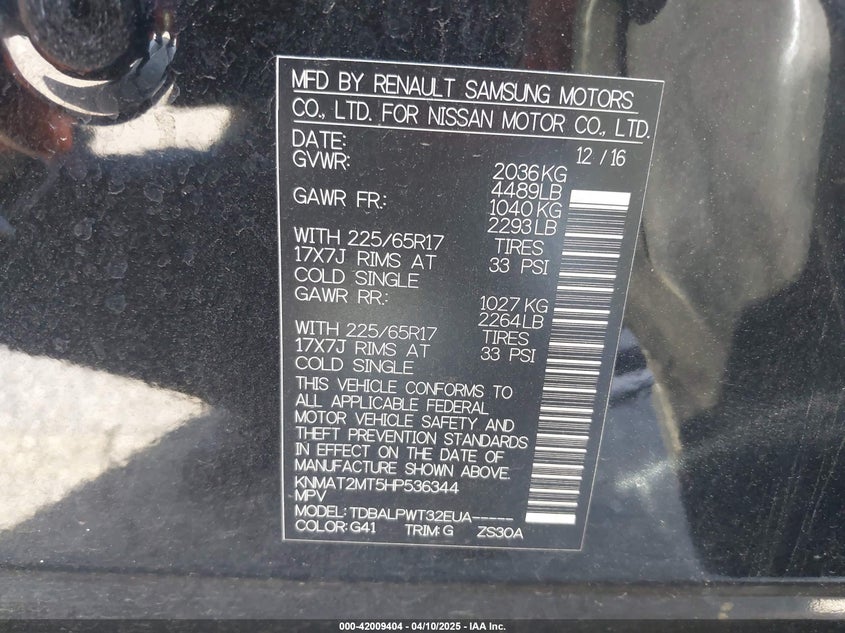 MFD BY RENAULT SAMSUNG MOTORS
CO., LTD. FOR NISSAN MOTOR CO., LTD.
DATE: 12 / 16
GVWR: 2036 KG
4489LB
GAWR FR.: 1040 KG
2293 LB
WITH 225/65R17 TIRES
17X7J RIMS AT 33 PSI
COLD SINGLE
GAWR RR.: 1027 KG
2264LB
WITH 225/65R17 TIRES
17X7J RIMS AT 33 PSI
COLD SINGLE
THIS VEHICLE CONFORMS TO
ALL APPLICABLE FEDERAL
MOTOR VEHICLE SAFETY AND
THEFT PREVENTION STANDARDS
IN EFFECT ON THE DATE OF
MANUFACTURE SHOWN ABOVE.
KNMAT2MT5HP536344
MPV
MODEL: TDBALPWT32EUA-----
COLOR: G41 TRIM: G ZS30A
000-42009404 - 04/10/2025 - IAA Inc.